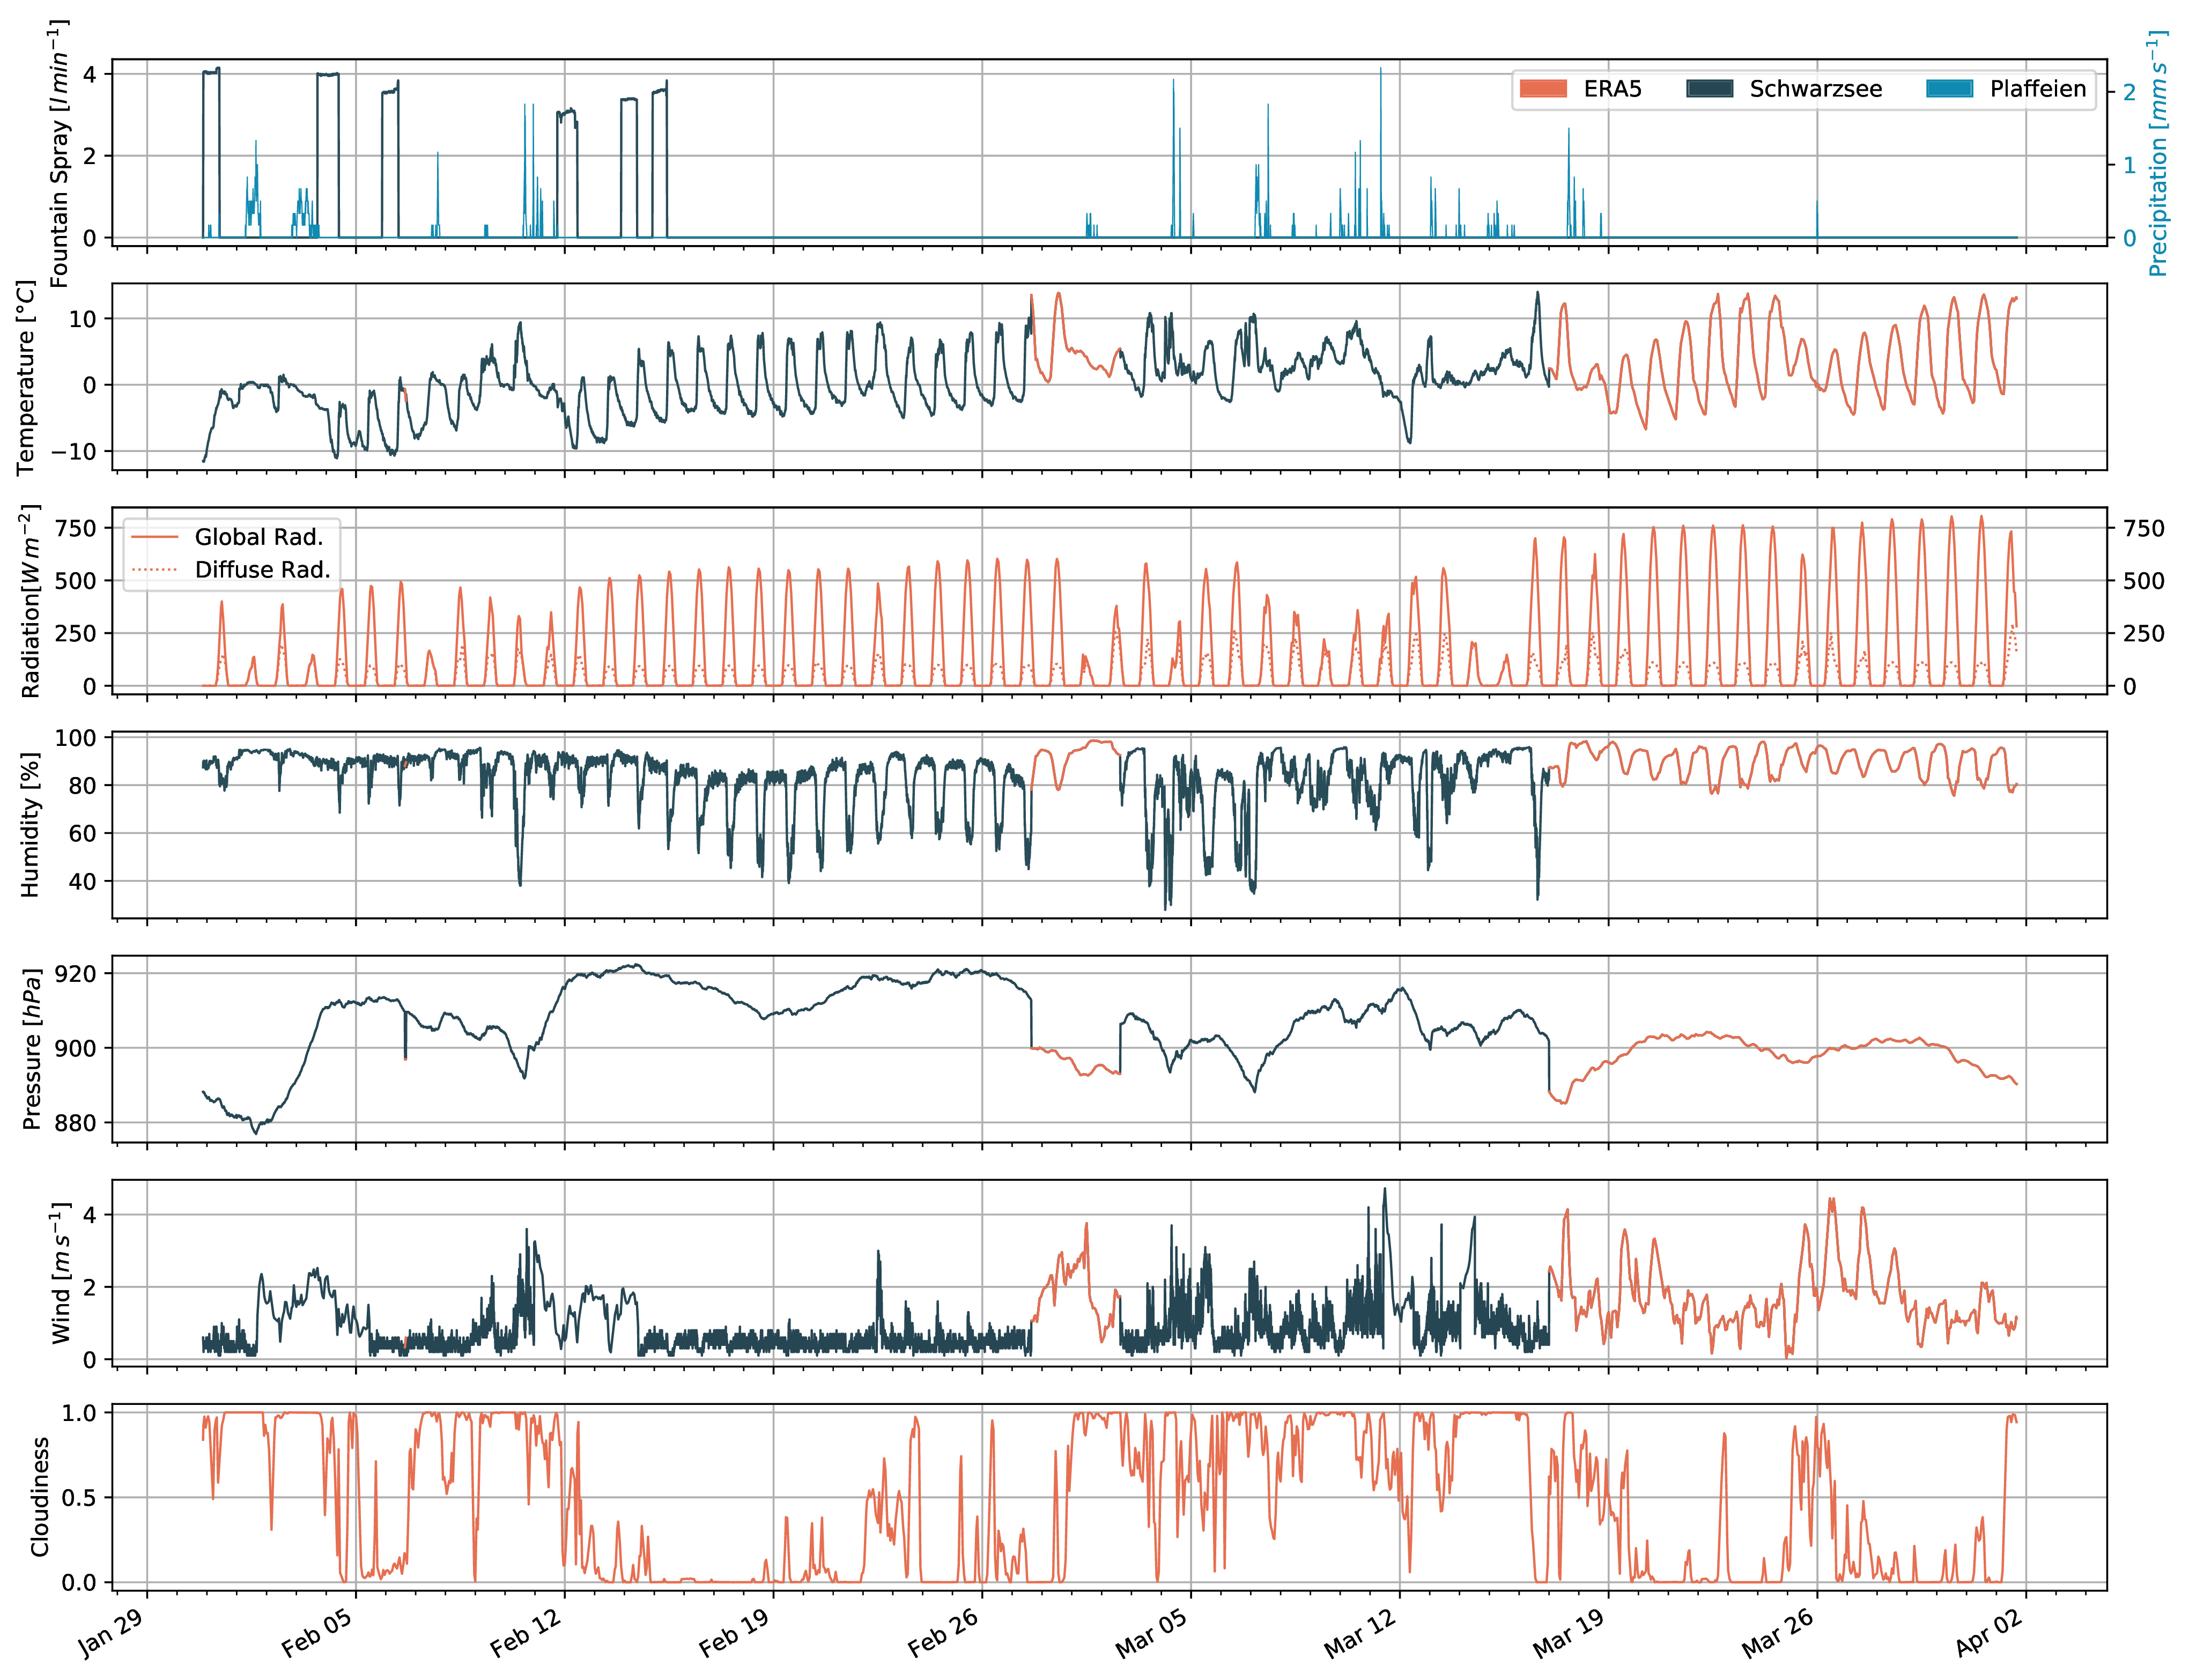 Fountain Spray [l min⁻¹]
4
2
0
ERA5 Schwarzsee Plaffeien
2
1
0
Precipitation [mm s⁻¹]
Temperature [°C]
10
0
−10
Radiation[W m⁻²]
750
500
250
0
Global Rad.
Diffuse Rad.
750
500
250
0
Humidity [%]
100
80
60
40
Pressure [hPa]
920
900
880
Wind [m s⁻¹]
4
2
0
Cloudiness
1.0
0.5
0.0
Jan 29 Feb 05 Feb 12 Feb 19 Feb 26 Mar 05 Mar 12 Mar 19 Mar 26 Apr 02